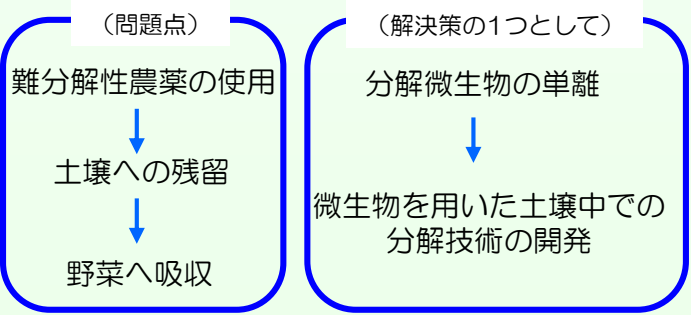 （問題点）
難分解性農薬の使用
土壌への残留
野菜へ吸収
（解決策の1つとして）
分解微生物の単離
微生物を用いた土壌中での
分解技術の開発